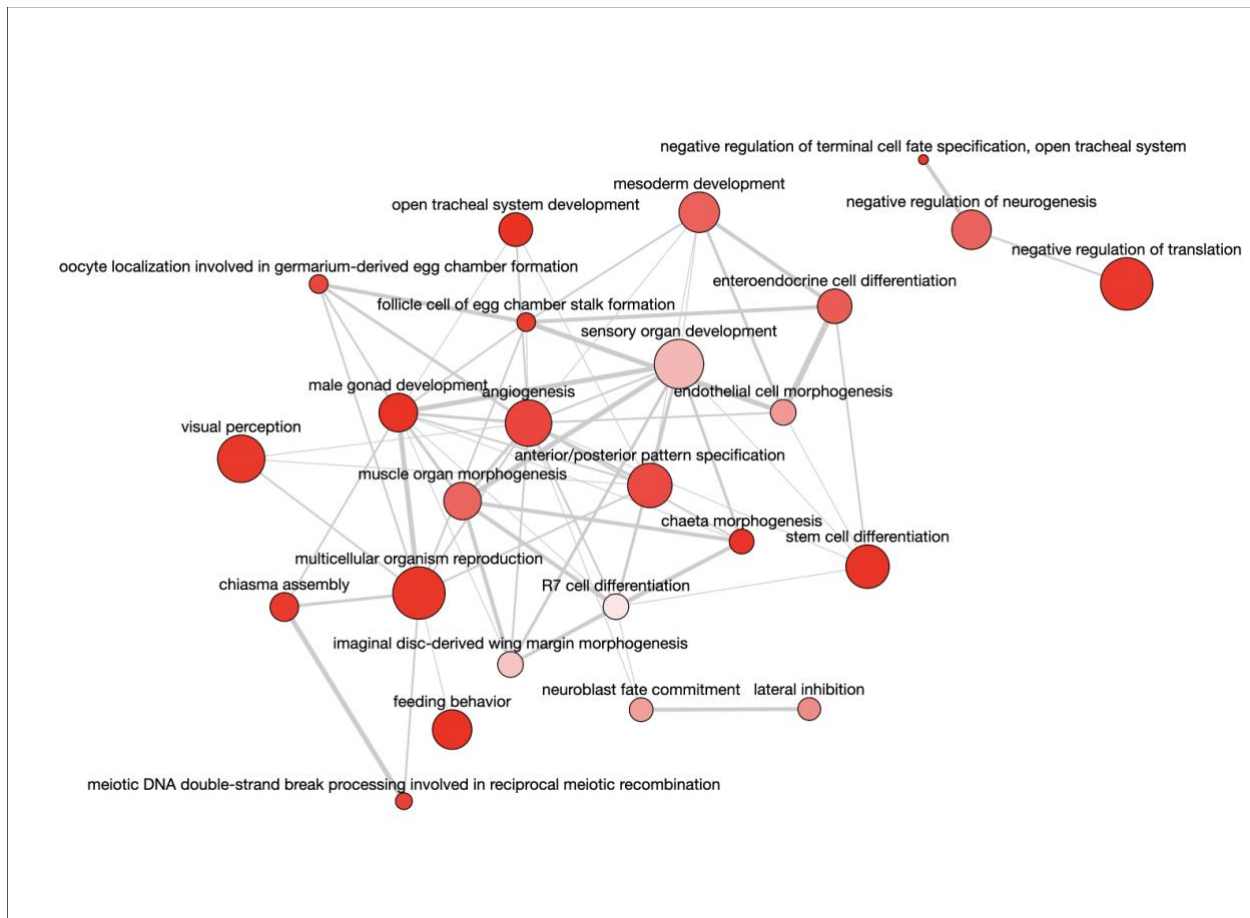 negative regulation of terminal cell fate specification, open tracheal system
mesoderm development
negative regulation of neurogenesis
open tracheal system development
negative regulation of translation
oocyte localization involved in germarium-derived egg chamber formation
enteroendocrine cell differentiation
follicle cell of egg chamber stalk formation
sensory organ development
male gonad development
angiogenesis
endothelial cell morphogenesis
visual perception
anterior/posterior pattern specification
muscle organ morphogenesis
chaeta morphogenesis
stem cell differentiation
multicellular organism reproduction
chiasma assembly
R7 cell differentiation
imaginal disc-derived wing margin morphogenesis
neuroblast fate commitment
lateral inhibition
feeding behavior
meiotic DNA double-strand break processing involved in reciprocal meiotic recombination